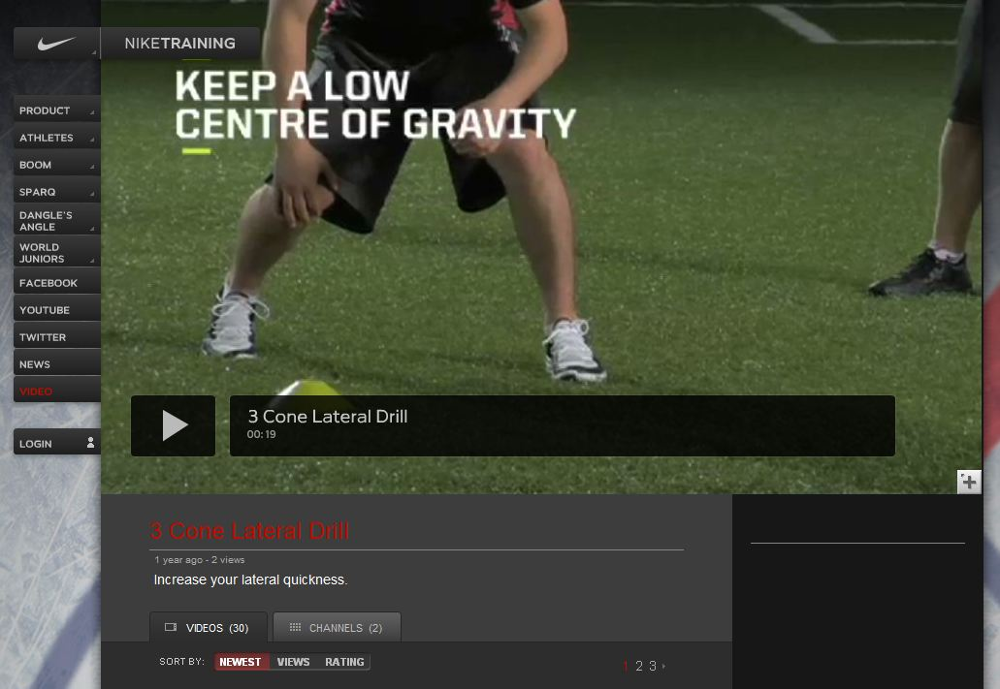 NIKETRAINING
KEEP A LOW
CENTRE OF GRAVITY
PRODUCT
ATHLETES
BOOM
SPARQ
DANGLE'S
ANGLE
WORLD
JUNIORS
FACEBOOK
YOUTUBE
TWITTER
NEWS
VIDEO
LOGIN
3 Cone Lateral Drill
00:19
3 Cone Lateral Drill
1 year ago - 2 views
Increase your lateral quickness.
VIDEOS (30) CHANNELS (2)
SORT BY: NEWEST VIEWS RATING 1 2 3